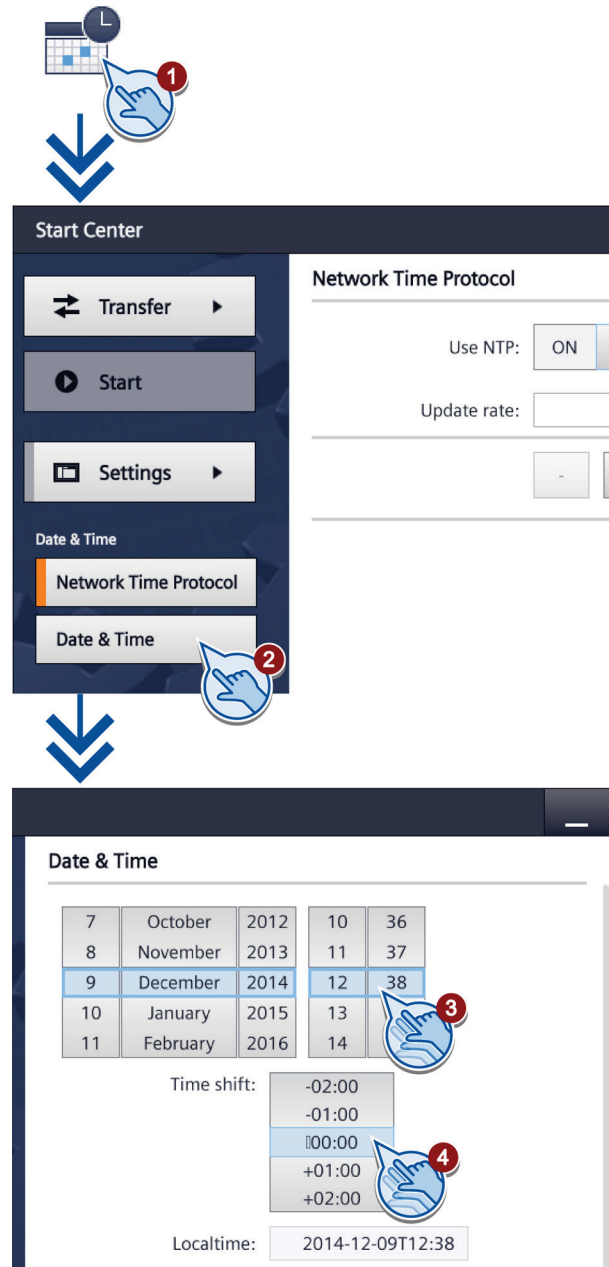 1
Start Center
Network Time Protocol
Transfer
Use NTP: ON
Start
Update rate:
Settings
-
Date & Time
Network Time Protocol
Date & Time
2
Date & Time
7 October 2012 10 36
8 November 2013 11 37
9 December 2014 12 38
10 January 2015 13
3
11 February 2016 14
Time shift: -02:00
-01:00
▯00:00
4
+01:00
+02:00
Localtime: 2014-12-09T12:38